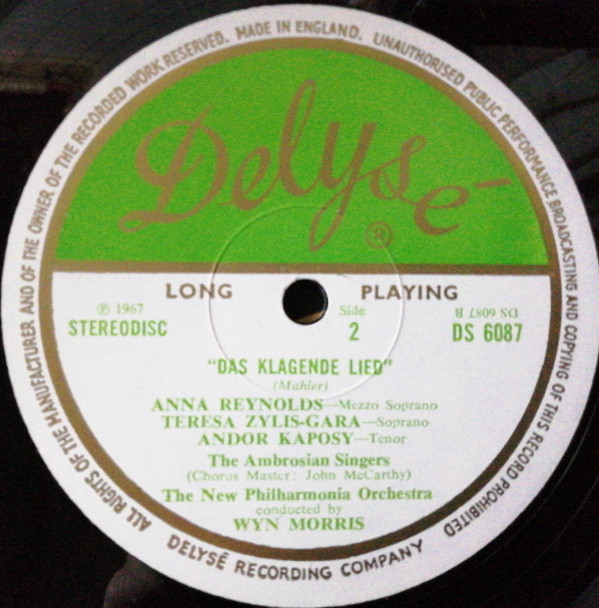 ALL RIGHTS OF THE MANUFACTURER AND OF THE OWNER OF THE RECORDED WORK RESERVED. MADE IN ENGLAND. UNAUTHORISED PUBLIC PERFORMANCE BROADCASTING AND COPYING OF THIS RECORD PROHIBITED
Delysé
®
LONG PLAYING
℗ 1967 Side DS 6087 B
STEREODISC 2 DS 6087
"DAS KLAGENDE LIED"
(Mahler)
ANNA REYNOLDS—Mezzo Soprano
TERESA ZYLIS-GARA—Soprano
ANDOR KAPOSY—Tenor
The Ambrosian Singers
(Chorus Master: John McCarthy)
The New Philharmonia Orchestra
conducted by
WYN MORRIS
DELYSÉ RECORDING COMPANY